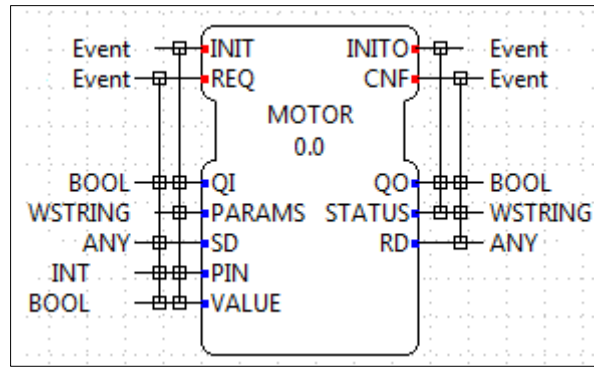 Event INIT INITO Event
Event REQ CNF Event
MOTOR
0.0
BOOL QI QO BOOL
WSTRING PARAMS STATUS WSTRING
ANY SD RD ANY
INT PIN
BOOL VALUE